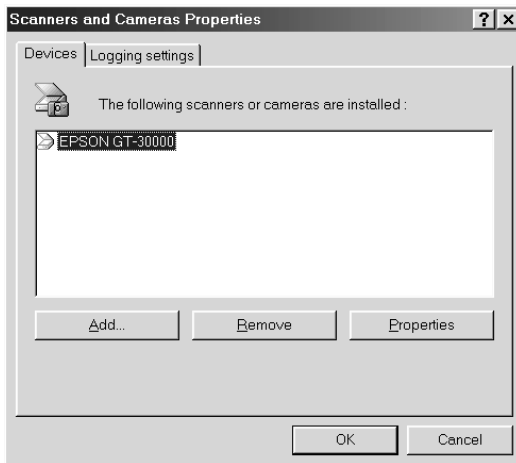 Scanners and Cameras Properties
Devices Logging settings
The following scanners or cameras are installed :
EPSON GT-30000
Add... Remove Properties
OK Cancel